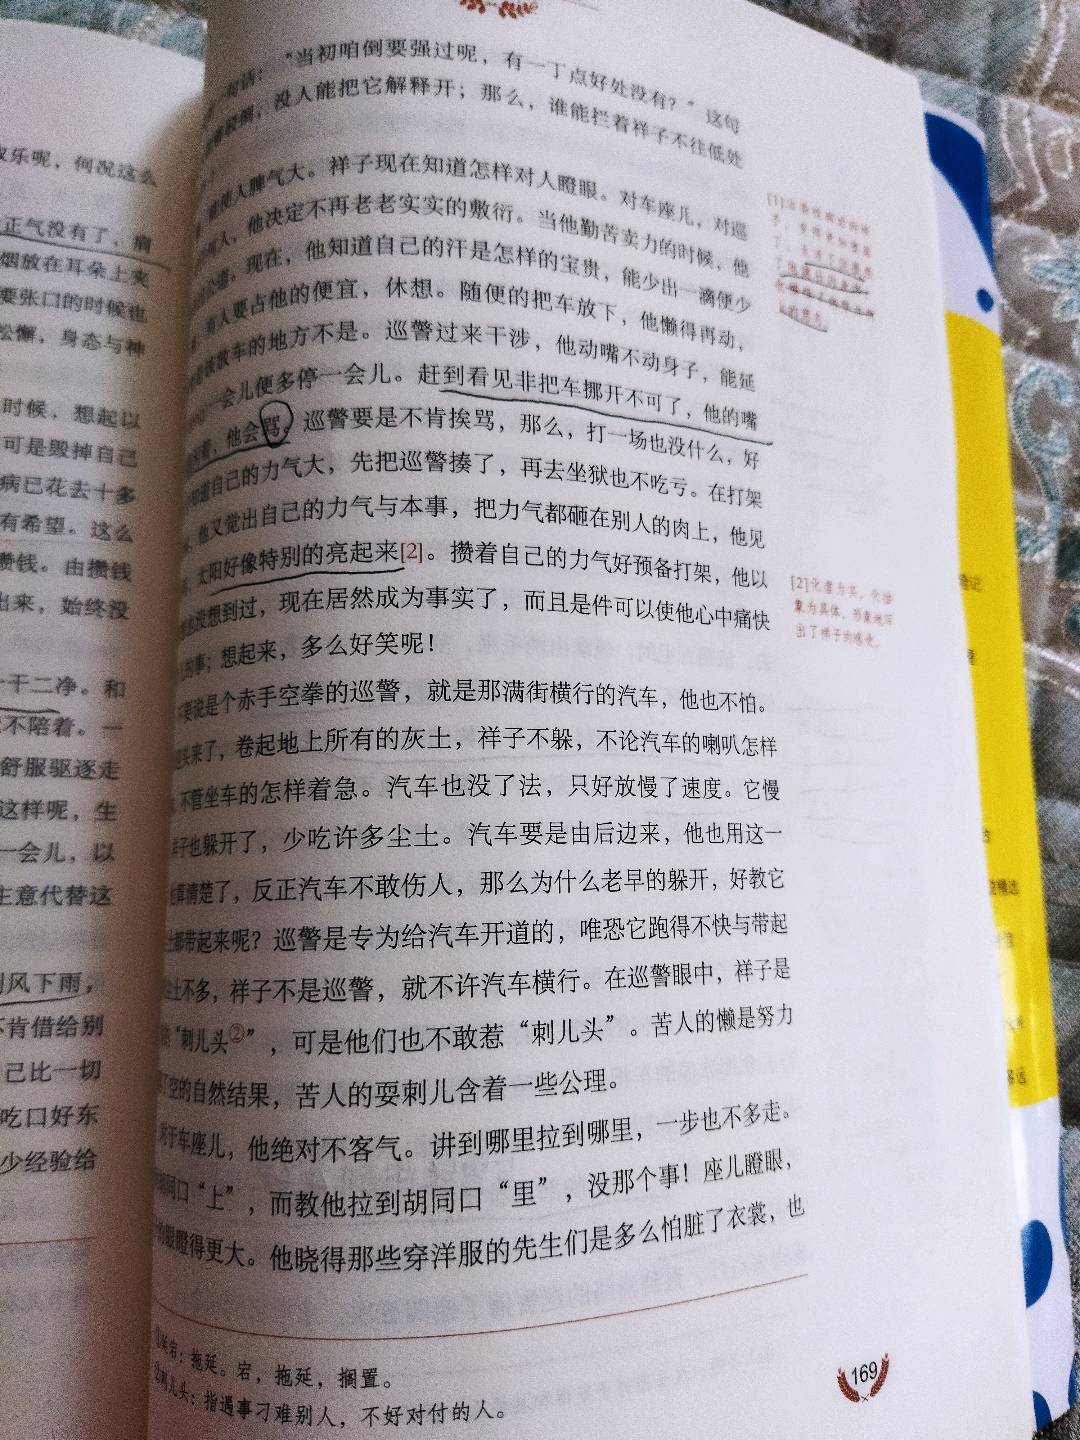 乐呢，何况这么
正气没有了，病
烟放在耳朵上夹
要张口的时候也
松懈，身态与神
时候，想起以
可是毁掉自己
病已花去十多
有希望。这么
攒钱。由攒钱
出来，始终没
干二净。和
不陪着。一
舒服驱逐走
这样呢，生
一会儿，以
生意代替这
刮风下雨，
不肯借给别
己比一切
吃口好东
少经验给
句话：“当初咱倒要强过呢，有一丁点好处没有？”这句
没人能把它解释开；那么，谁能拦着祥子不往低处
使人脾气大。祥子现在知道怎样对人瞪眼。对车座儿，对巡
人，他决定不再老老实实的敷衍。当他勤苦卖力的时候，他
公道。现在，他知道自己的汗是怎样的宝贵，能少出一滴便少
有人要占他的便宜，休想。随便的把车放下，他懒得再动，
放车的地方不是。巡警过来干涉，他动嘴不动身子，能延
一会儿便多停一会儿。赶到看见非把车挪开不可了，他的嘴
他会骂，巡警要是不肯挨骂，那么，打一场也没什么，好
知道自己的力气大，先把巡警揍了，再去坐狱也不吃亏。在打架
他又觉出自己的力气与本事，把力气都砸在别人的肉上，他见
太阳好像特别的亮起来[2]。攒着自己的力气好预备打架，他以
也没想到过，现在居然成为事实了，而且是件可以使他心中痛快
的事；想起来，多么好笑呢！
要说是个赤手空拳的巡警，就是那满街横行的汽车，他也不怕。
头来了，卷起地上所有的灰土，祥子不躲，不论汽车的喇叭怎样
不管坐车的怎样着急。汽车也没了法，只好放慢了速度。它慢
祥子也躲开了，少吃许多尘土。汽车要是由后边来，他也用这一
他算清楚了，反正汽车不敢伤人，那么为什么老早的躲开，好教它
土都带起来呢？巡警是专为给汽车开道的，唯恐它跑得不快与带起
土不多，祥子不是巡警，就不许汽车横行。在巡警眼中，祥子是
的“刺儿头②”，可是他们也不敢惹“刺儿头”。苦人的懒是努力
了空的自然结果，苦人的耍刺儿含着一些公理。
对于车座儿，他绝对不客气。讲到哪里拉到哪里，一步也不多走。
胡同口“上”，而教他拉到胡同口“里”，没那个事！座儿瞪眼，
的眼瞪得更大。他晓得那些穿洋服的先生们是多么怕脏了衣裳，也
[2]化虚为实，化抽
象为具体，形象地写
出了祥子的感觉。
宕：拖延。宕，拖延，搁置。
②刺儿头：指遇事刁难别人，不好对付的人。
169